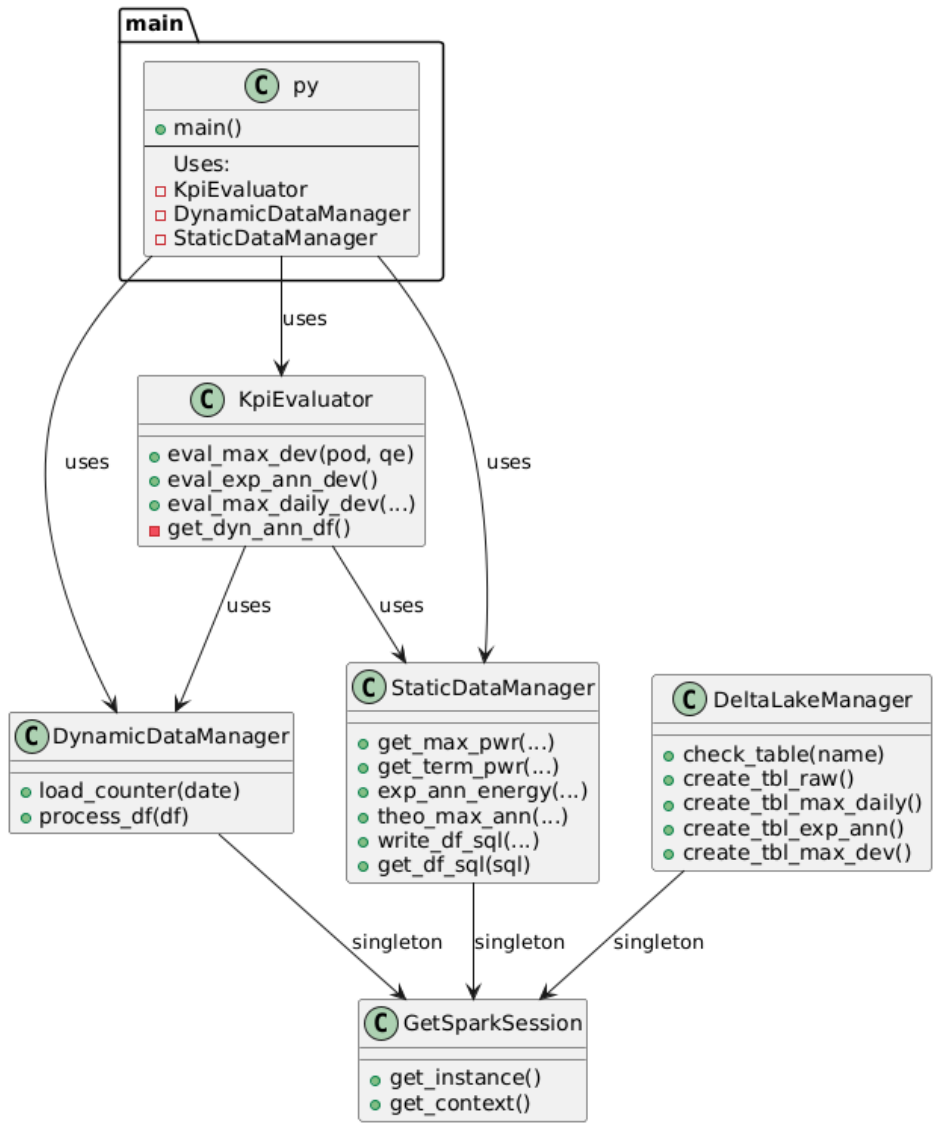 main
C py
main()
Uses:
KpiEvaluator
DynamicDataManager
StaticDataManager
uses
C KpiEvaluator
eval_max_dev(pod, qe)
eval_exp_ann_dev()
eval_max_daily_dev(...)
get_dyn_ann_df()
uses
uses
uses
uses
C DynamicDataManager
load_counter(date)
process_df(df)
C StaticDataManager
get_max_pwr(...)
get_term_pwr(...)
exp_ann_energy(...)
theo_max_ann(...)
write_df_sql(...)
get_df_sql(sql)
C DeltaLakeManager
check_table(name)
create_tbl_raw()
create_tbl_max_daily()
create_tbl_exp_ann()
create_tbl_max_dev()
singleton
singleton
singleton
C GetSparkSession
get_instance()
get_context()